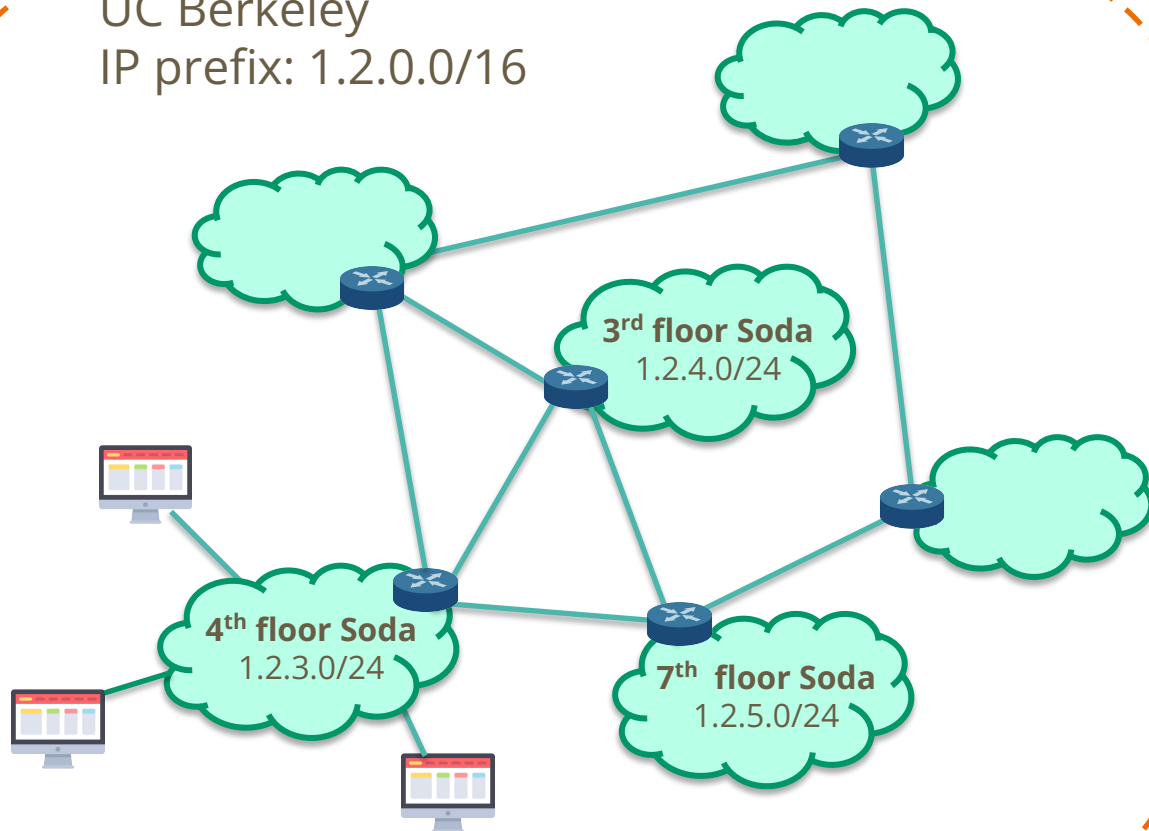 UC Berkeley
IP prefix: 1.2.0.0/16
3rd floor Soda
1.2.4.0/24
4th floor Soda
1.2.3.0/24
7th floor Soda
1.2.5.0/24